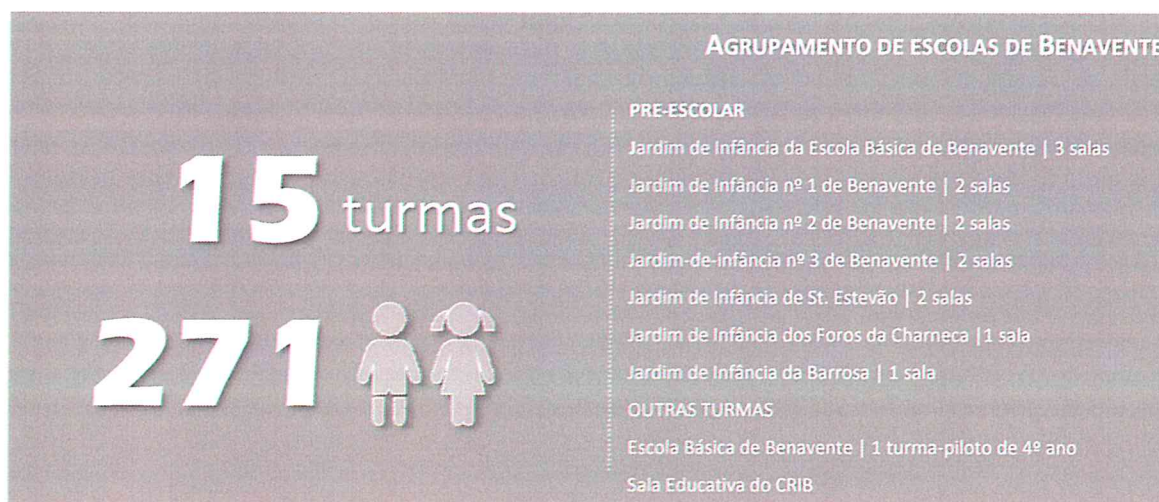 AGRUPAMENTO DE ESCOLAS DE BENAVENTE
15 turmas
271
PRE-ESCOLAR
Jardim de Infância da Escola Básica de Benavente | 3 salas
Jardim de Infância nº 1 de Benavente | 2 salas
Jardim de Infância nº 2 de Benavente | 2 salas
Jardim-de-infância nº 3 de Benavente | 2 salas
Jardim de Infância de St. Estevão | 2 salas
Jardim de Infância dos Foros da Charneca |1 sala
Jardim de Infância da Barrosa | 1 sala
OUTRAS TURMAS
Escola Básica de Benavente | 1 turma-piloto de 4º ano
Sala Educativa do CRIB